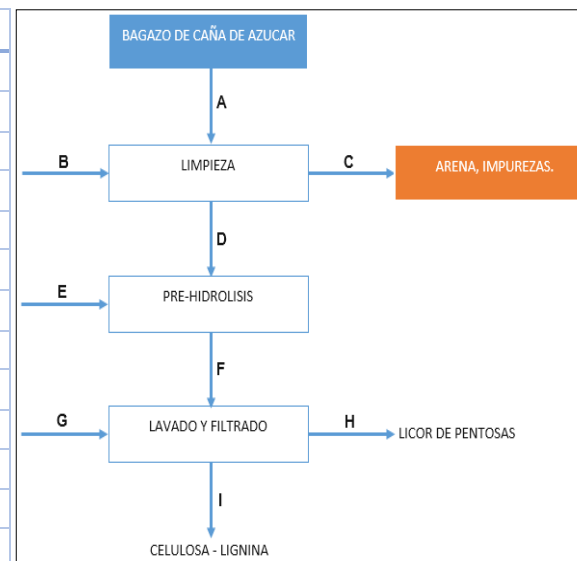 BAGAZO DE CAÑA DE AZUCAR
A
B
LIMPIEZA
C
ARENA, IMPUREZAS.
D
E
PRE-HIDROLISIS
F
G
LAVADO Y FILTRADO
H
LICOR DE PENTOSAS
I
CELULOSA - LIGNINA